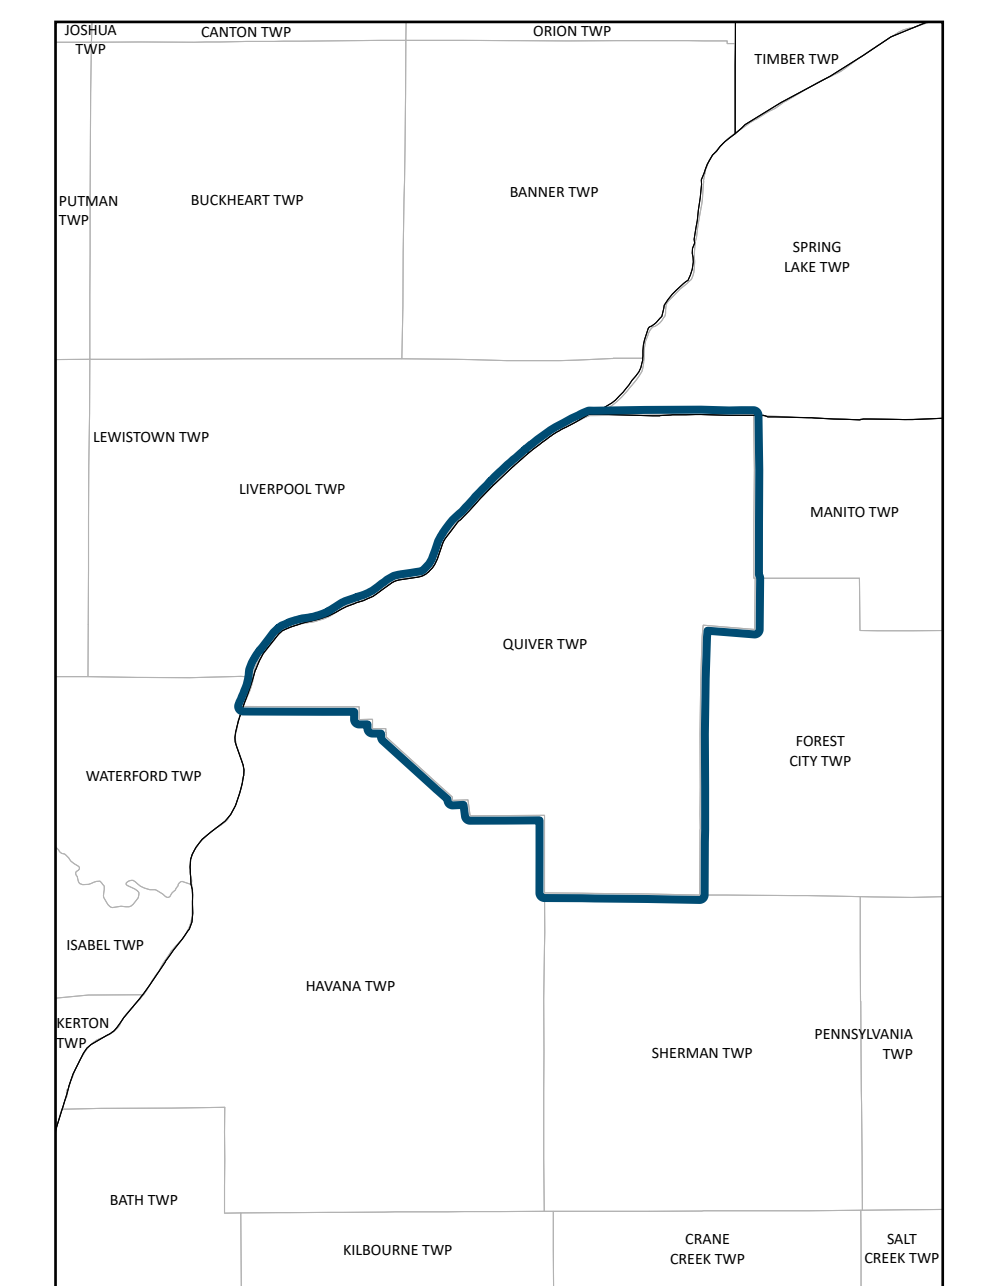 JOSHUA
TWP
CANTON TWP
ORION TWP
TIMBER TWP
PUTMAN
TWP
BUCKHEART TWP
BANNER TWP
SPRING
LAKE TWP
LEWISTOWN TWP
LIVERPOOL TWP
MANITO TWP
QUIVER TWP
FOREST
CITY TWP
WATERFORD TWP
ISABEL TWP
HAVANA TWP
KERTON
TWP
SHERMAN TWP
PENNSYLVANIA
TWP
BATH TWP
KILBOURNE TWP
CRANE
CREEK TWP
SALT
CREEK TWP